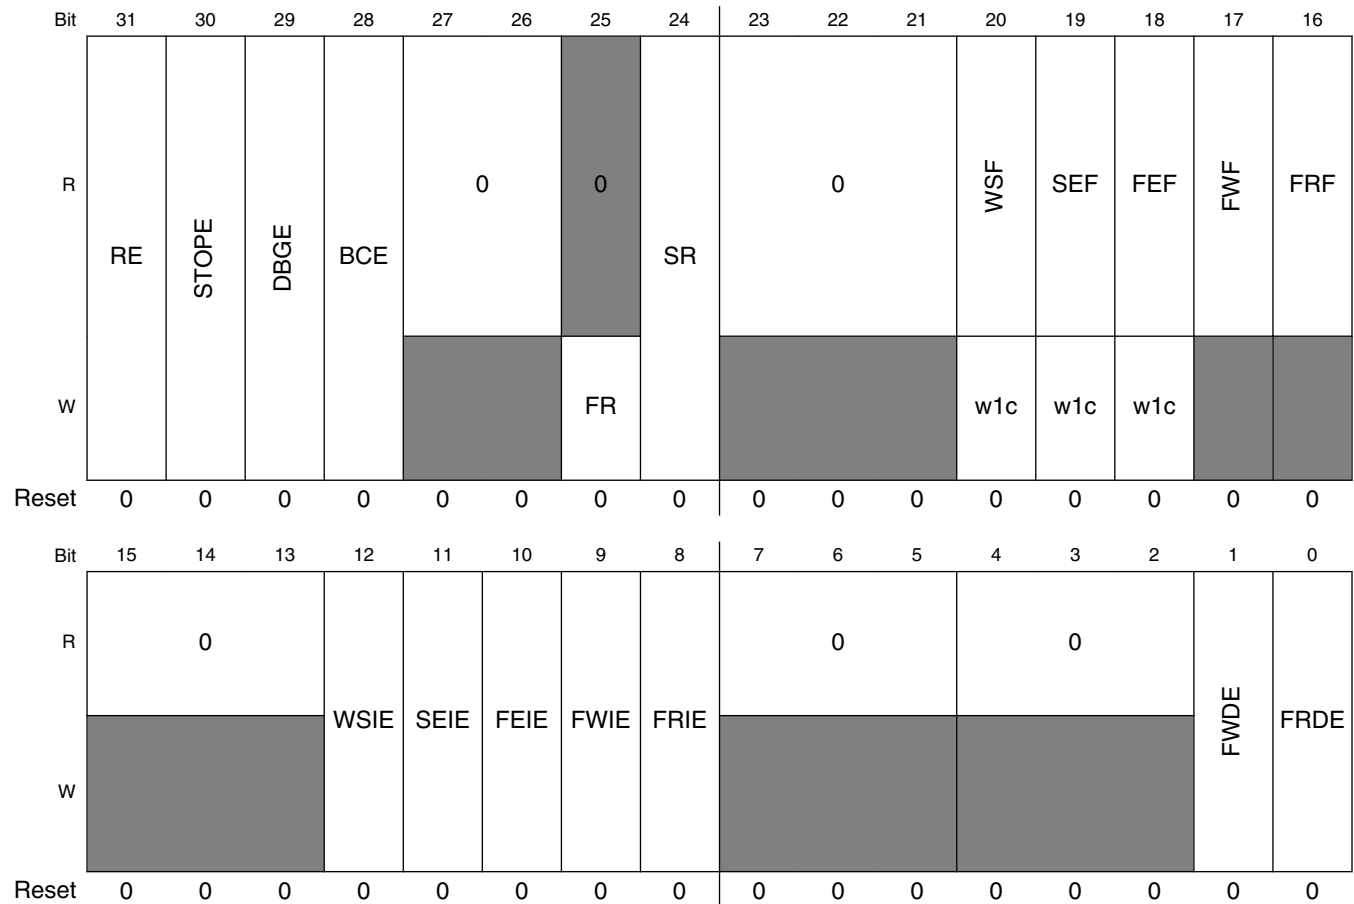 Bit 31 30 29 28 27 26 25 24 23 22 21 20 19 18 17 16
R 0 0 0 WSF SEF FEF FWF FRF
RE STOPE DBGE BCE SR
W FR w1c w1c w1c
Reset 0 0 0 0 0 0 0 0 0 0 0 0 0 0 0 0
Bit 15 14 13 12 11 10 9 8 7 6 5 4 3 2 1 0
R 0 0 0
WSIE SEIE FEIE FWIE FRIE FWDE FRDE
W
Reset 0 0 0 0 0 0 0 0 0 0 0 0 0 0 0 0